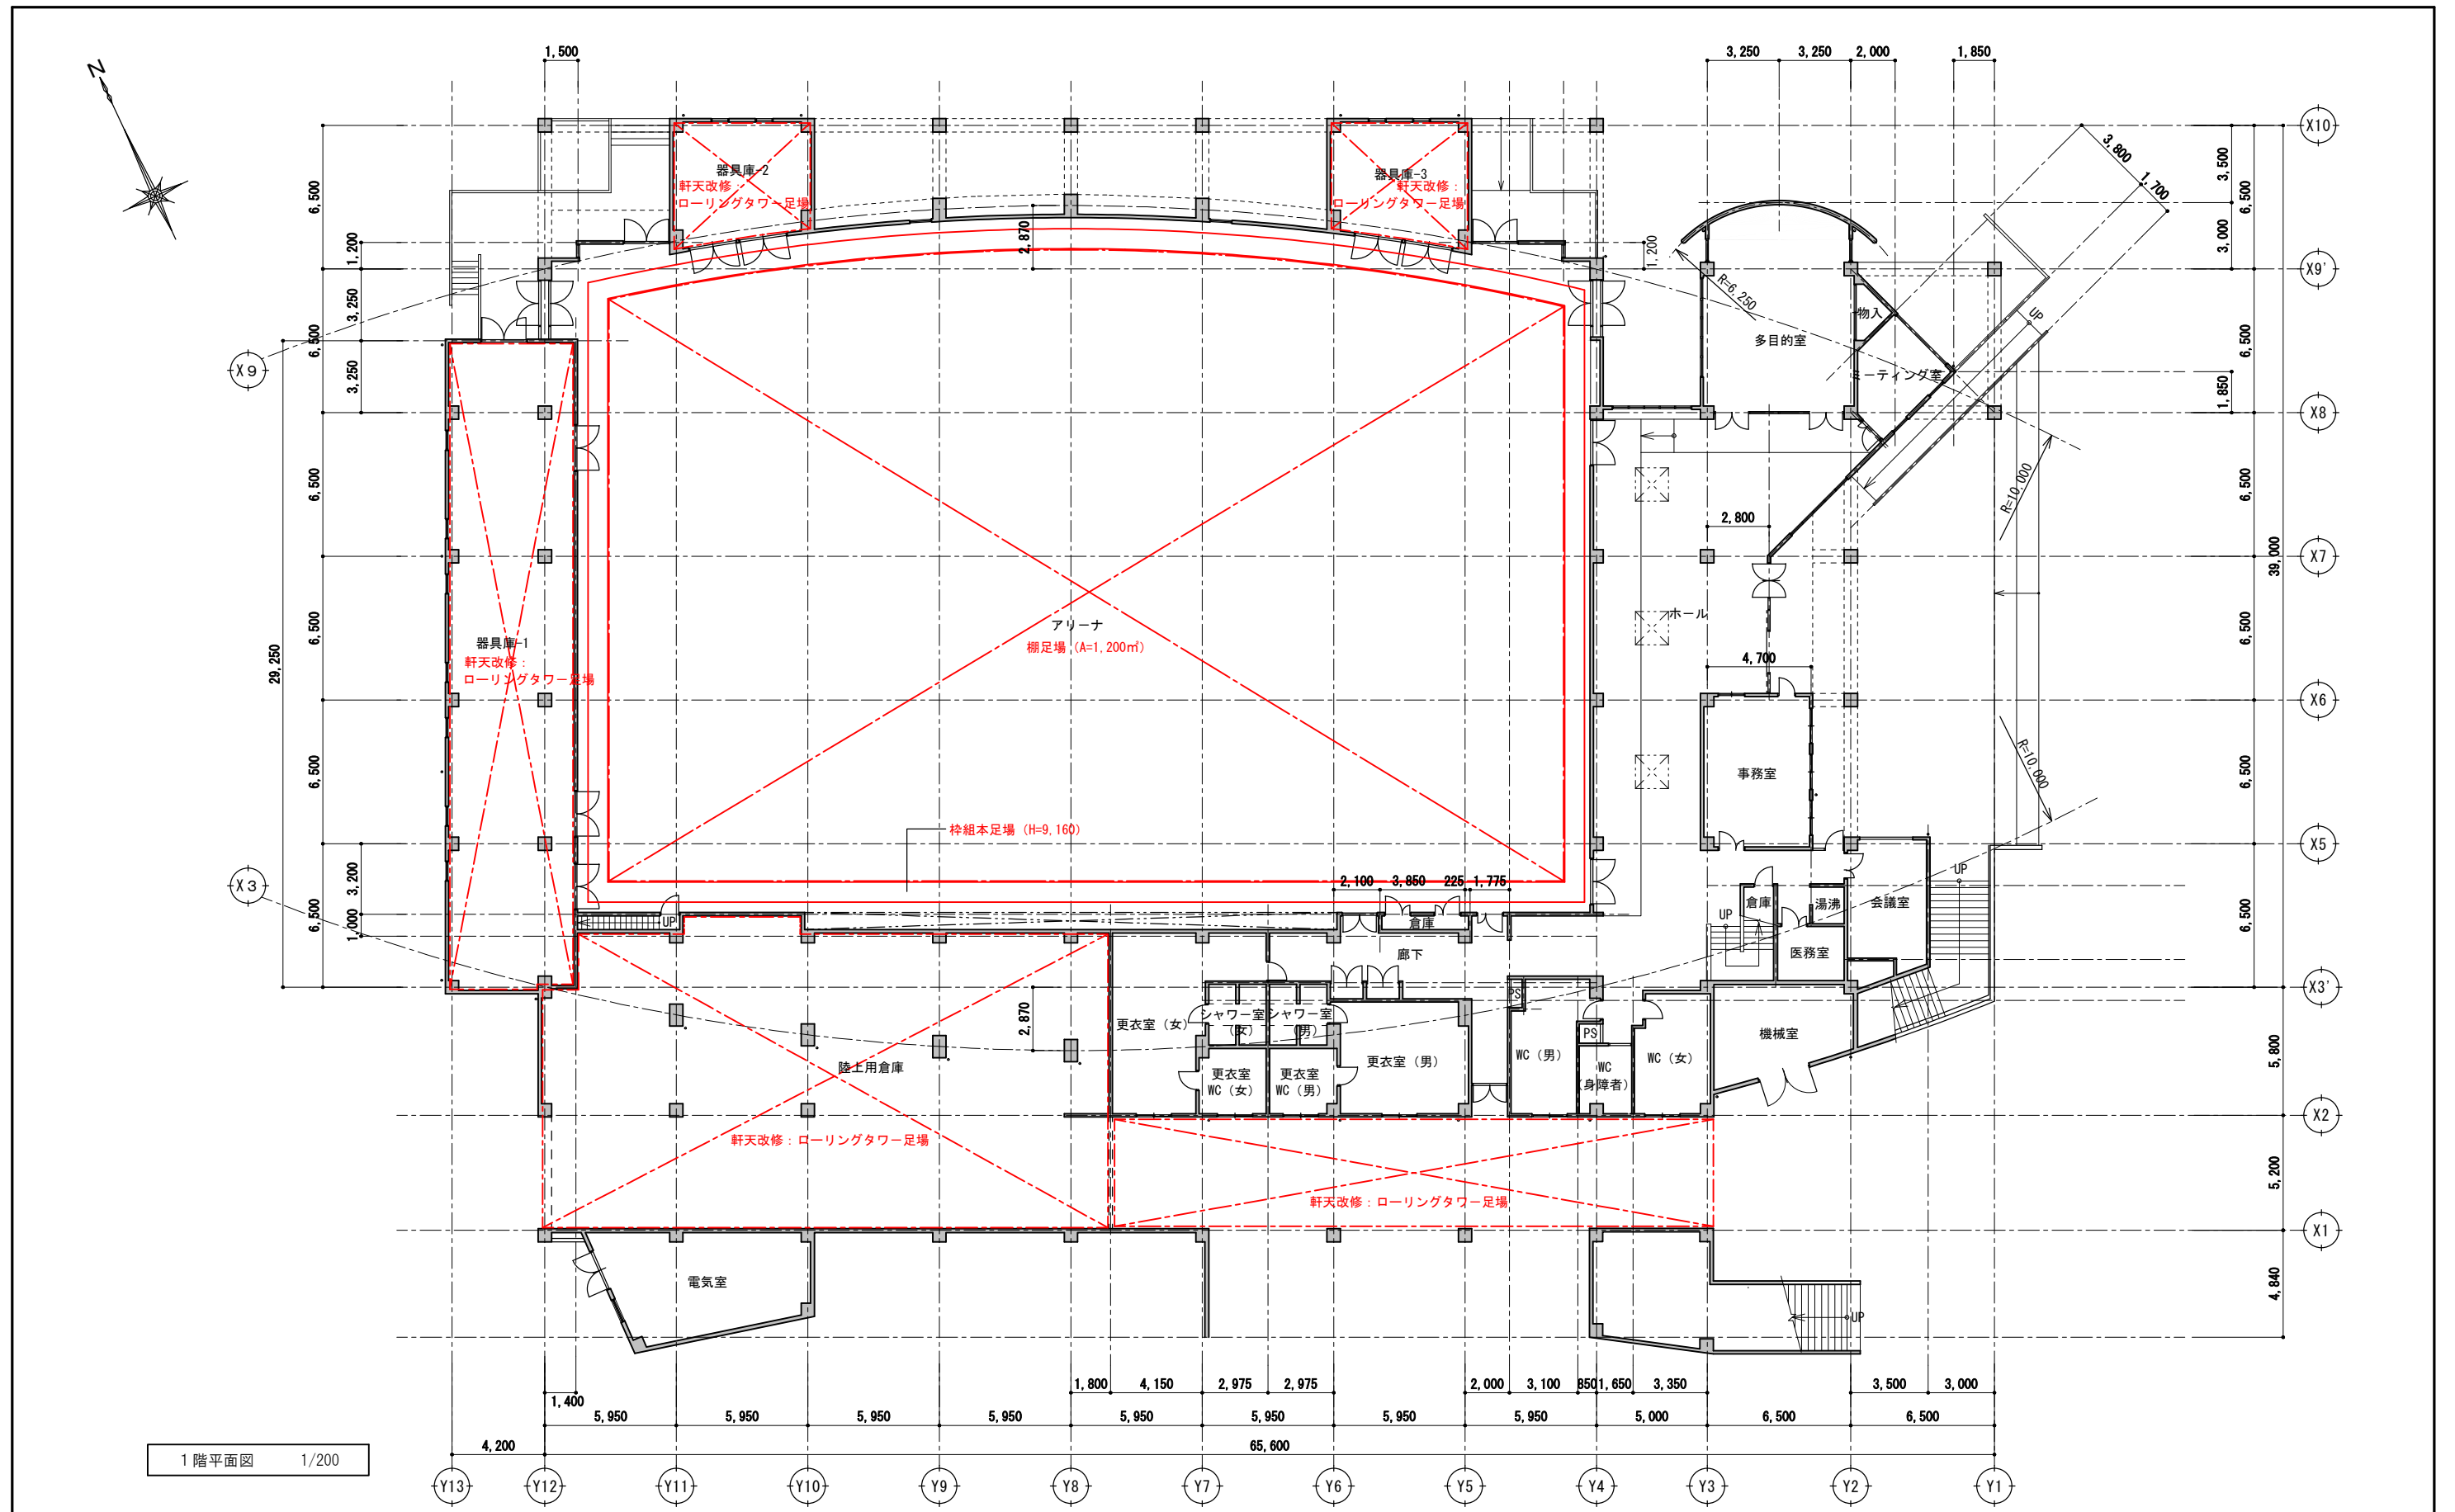 1,500
3,250
3,250
2,000
1,850
N
X10
3,800
1,700
3,500
6,500
3,000
6,500
1,200
3,250
6,500
3,250
器具庫-2
軒天改修：
ローリングタワー足場
器具庫-3
軒天改修：
ローリングタワー足場
2,870
1,200
R=6,250
X9'
物入
UP
多目的室
ミーティング室
6,500
1,850
X9
X8
R=10,000
6,500
6,500
2,800
X7
39,000
アリーナ
棚足場（A=1,200㎡）
ホール
器具庫-1
軒天改修：
ローリングタワー足場
29,250
6,500
6,500
4,700
X6
R=10,000
事務室
6,500
6,500
枠組本足場（H=9,160）
X5
X3
3,200
1,000
6,500
2,100
3,850
225
1,775
UP
倉庫
廊下
UP
倉庫
湯沸
会議室
UP
医務室
6,500
X3'
2,870
PS
シャワー室
（女）
シャワー室
（男）
更衣室（女）
更衣室（男）
更衣室
WC（女）
更衣室
WC（男）
WC（男）
PS
WC
（身障者）
WC（女）
機械室
陸上用倉庫
5,800
X2
軒天改修：ローリングタワー足場
軒天改修：ローリングタワー足場
5,200
X1
電気室
UP
4,840
1,400
1,800
4,150
2,975
2,975
2,000
3,100
850
1,650
3,350
3,500
3,000
5,950
5,950
5,950
5,950
5,950
5,950
5,950
5,950
5,000
6,500
6,500
4,200
65,600
1階平面図 1/200
Y13
Y12
Y11
Y10
Y9
Y8
Y7
Y6
Y5
Y4
Y3
Y2
Y1